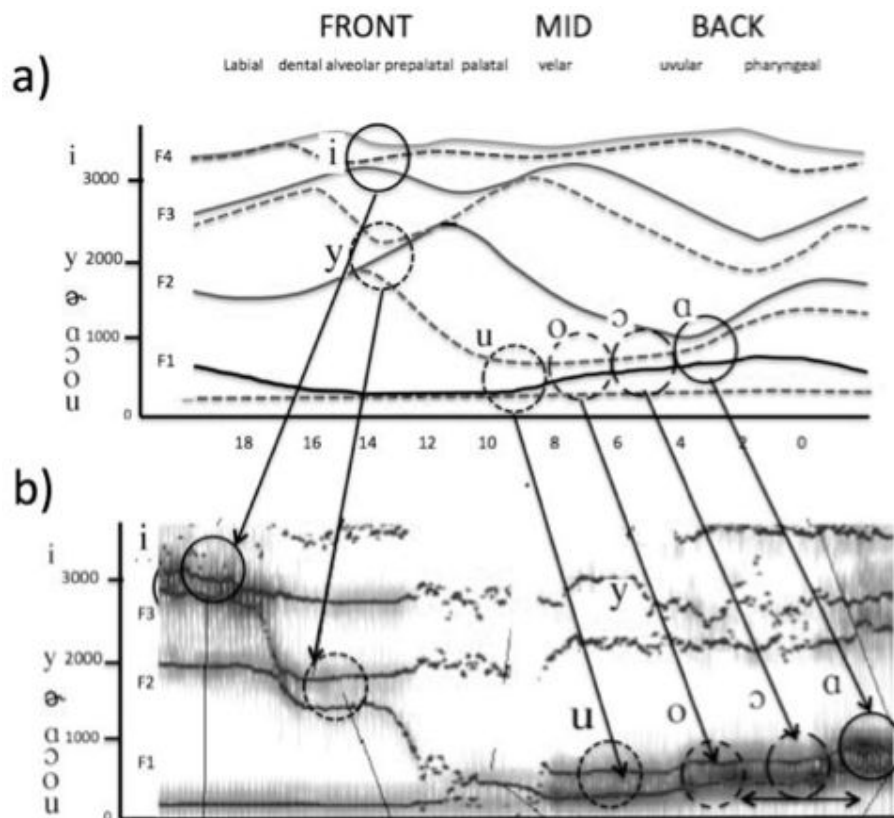 FRONT MID BACK
Labial dental alveolar prepalatal palatal velar uvular pharyngeal
a)
i F4 i
3000
F3
y 2000 y
F2
ɚ
1000 u o ɔ ɑ
ɑ
F1
ɔ
o
u 0
18 16 14 12 10 8 6 4 2 0
b)
i i
3000
F3 y
y 2000
F2
ɚ
1000 u o ɔ ɑ
ɑ
ɔ F1
o
u 0